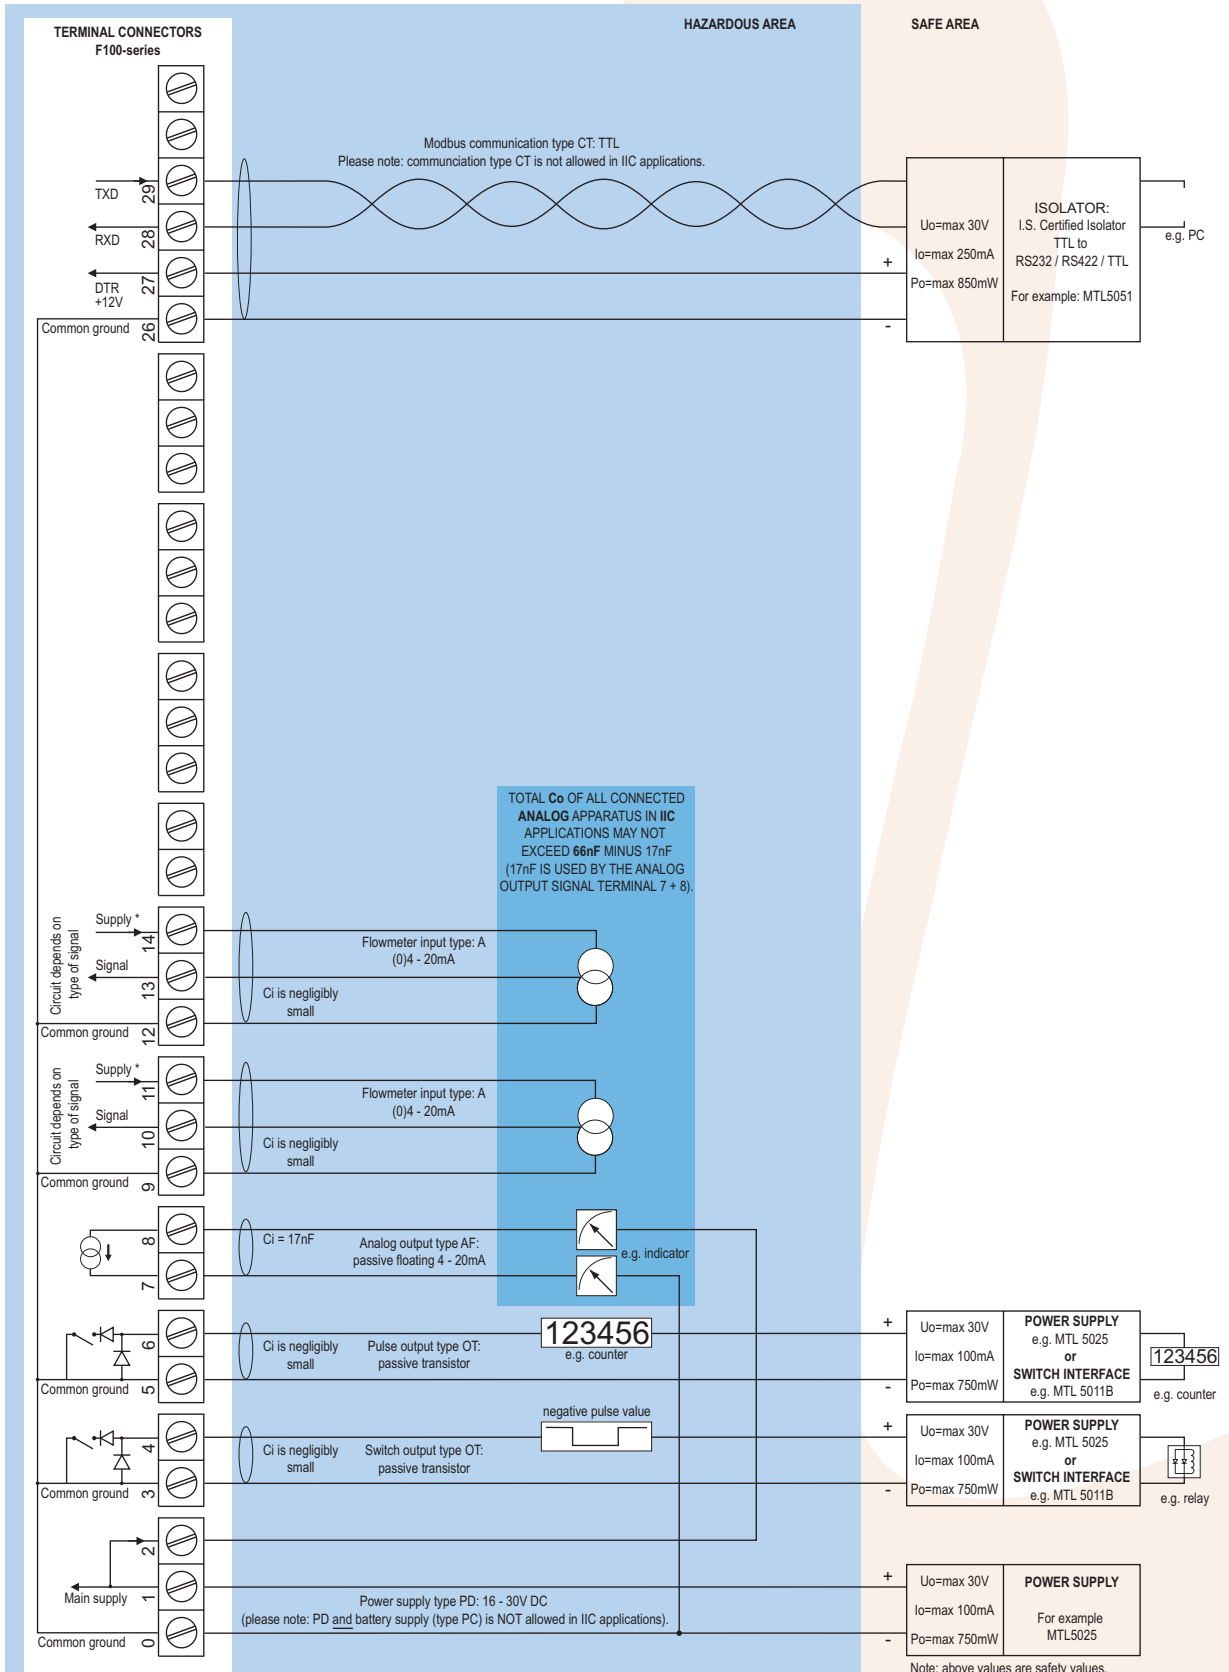 TERMINAL CONNECTORS
F100-series
HAZARDOUS AREA
SAFE AREA
Modbus communication type CT: TTL
Please note: communciation type CT is not allowed in IIC applications.
TXD
29
RXD
28
DTR
+12V
27
Common ground
26
+
-
Uo=max 30V
Io=max 250mA
Po=max 850mW
ISOLATOR:
I.S. Certified Isolator
TTL to
RS232 / RS422 / TTL
For example: MTL5051
e.g. PC
TOTAL Co OF ALL CONNECTED
ANALOG APPARATUS IN IIC
APPLICATIONS MAY NOT
EXCEED 66nF MINUS 17nF
(17nF IS USED BY THE ANALOG
OUTPUT SIGNAL TERMINAL 7 + 8).
Circuit depends on
type of signal
Supply *
14
Signal
13
Common ground
12
Flowmeter input type: A
(0)4 - 20mA
Ci is negligibly
small
Circuit depends on
type of signal
Supply *
11
Signal
10
Common ground
9
Flowmeter input type: A
(0)4 - 20mA
Ci is negligibly
small
8
7
Ci = 17nF
Analog output type AF:
passive floating 4 - 20mA
e.g. indicator
6
Common ground
5
Ci is negligibly
small
Pulse output type OT:
passive transistor
123456
e.g. counter
+
-
Uo=max 30V
Io=max 100mA
Po=max 750mW
POWER SUPPLY
e.g. MTL 5025
or
SWITCH INTERFACE
e.g. MTL 5011B
123456
e.g. counter
4
Common ground
3
Ci is negligibly
small
Switch output type OT:
passive transistor
negative pulse value
+
-
Uo=max 30V
Io=max 100mA
Po=max 750mW
POWER SUPPLY
e.g. MTL 5025
or
SWITCH INTERFACE
e.g. MTL 5011B
e.g. relay
2
Main supply
1
Common ground
0
Power supply type PD: 16 - 30V DC
(please note: PD and battery supply (type PC) is NOT allowed in IIC applications).
+
-
Uo=max 30V
Io=max 100mA
Po=max 750mW
POWER SUPPLY
For example
MTL5025
Note: above values are safety values.